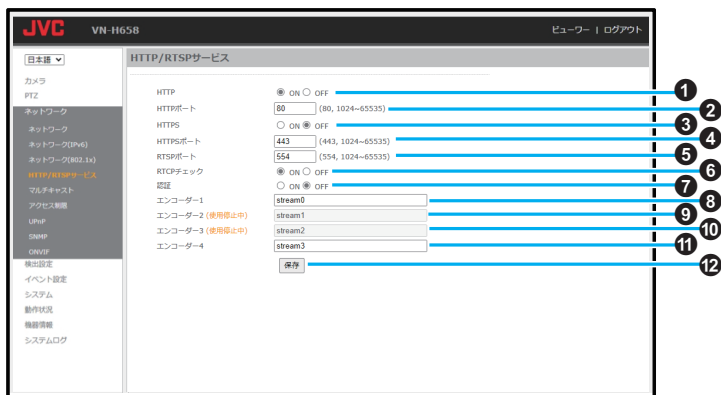 JVC VN-H658 ビューワー | ログアウト
日本語
HTTP/RTSPサービス
カメラ
PTZ
ネットワーク
ネットワーク
ネットワーク(IPv6)
ネットワーク(802.1x)
HTTP/RTSPサービス
マルチキャスト
アクセス制限
UPnP
SNMP
ONVIF
検出設定
イベント設定
システム
動作状況
機器情報
システムログ
HTTP ON OFF 1
HTTPポート 80 (80, 1024~65535) 2
HTTPS ON OFF 3
HTTPSポート 443 (443, 1024~65535) 4
RTSPポート 554 (554, 1024~65535) 5
RTCPチェック ON OFF 6
認証 ON OFF 7
エンコーダー1 stream0 8
エンコーダー2 (使用停止中) stream1 9
エンコーダー3 (使用停止中) stream2 10
エンコーダー4 stream3 11
保存 12